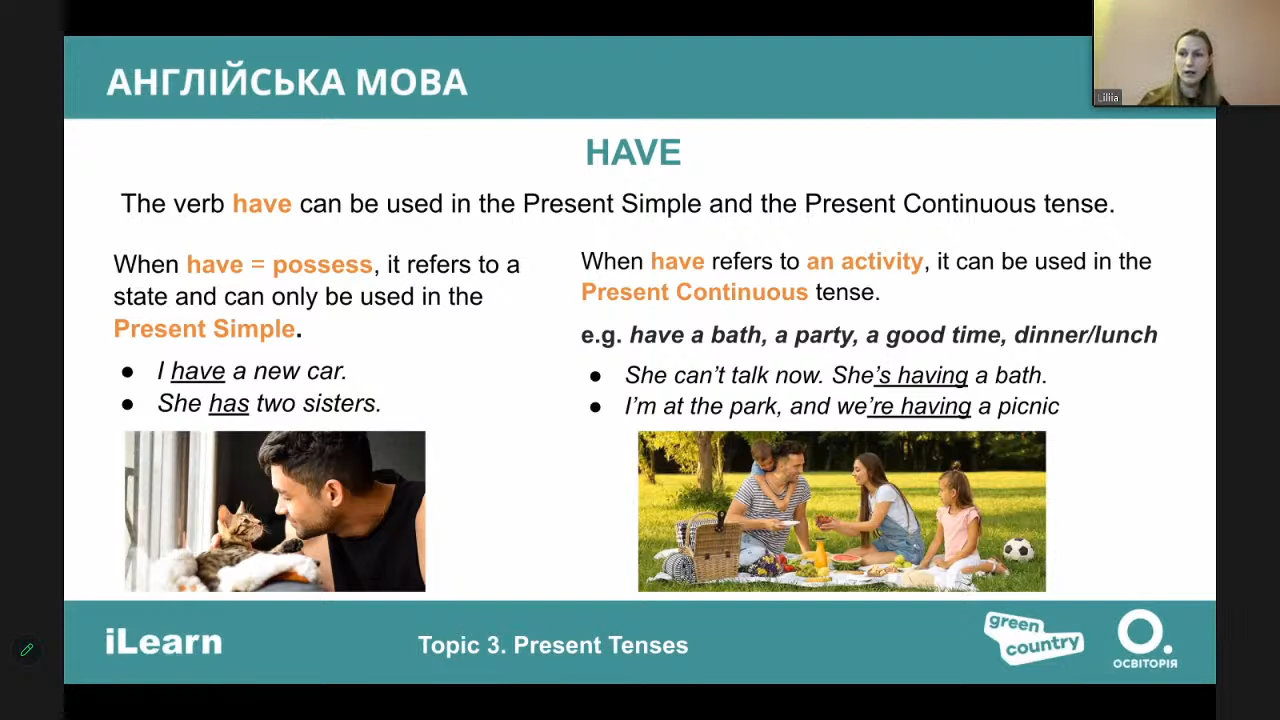 АНГЛІЙСЬКА МОВА
Liliia
HAVE
The verb have can be used in the Present Simple and the Present Continuous tense.
When have = possess, it refers to a
state and can only be used in the
Present Simple.
● I have a new car.
● She has two sisters.
When have refers to an activity, it can be used in the
Present Continuous tense.
e.g. have a bath, a party, a good time, dinner/lunch
● She can’t talk now. She’s having a bath.
● I’m at the park, and we’re having a picnic
iLearn
Topic 3. Present Tenses
green
country
О.
ОСВІТОРІЯ